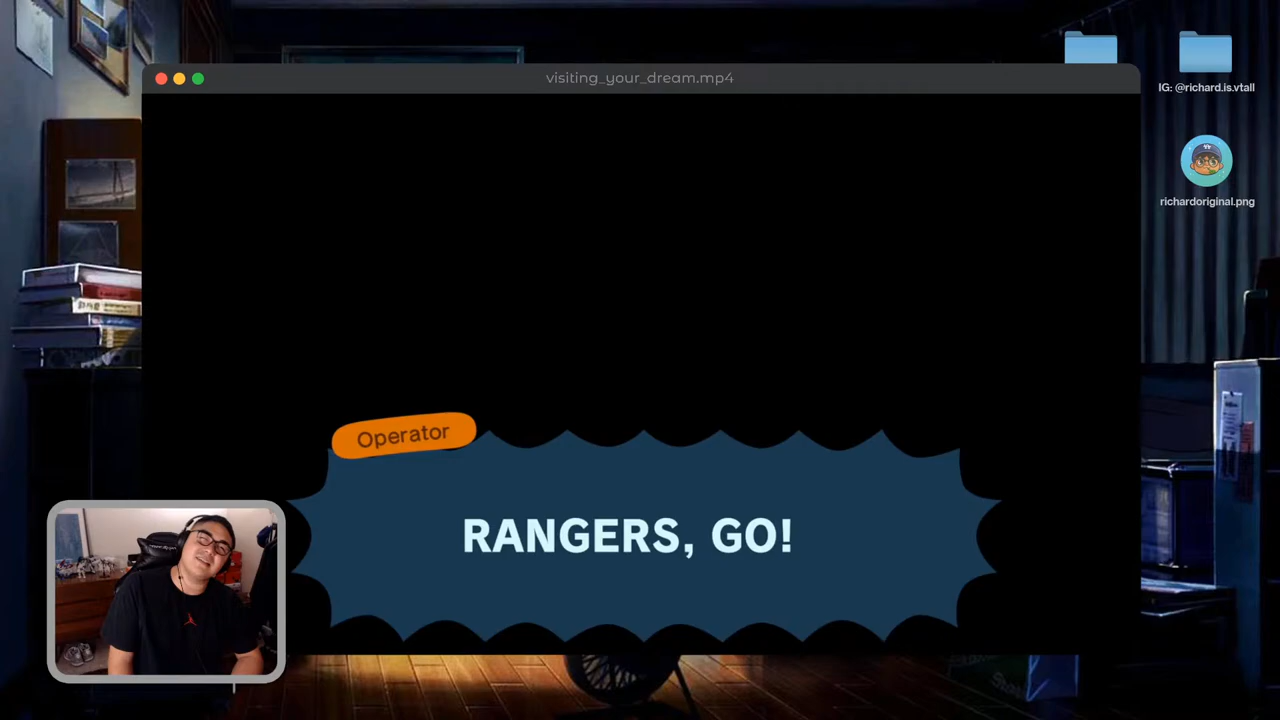 visiting_your_dream.mp4
IG: @richard.is.vtall
richardoriginal.png
Operator
RANGERS, GO!